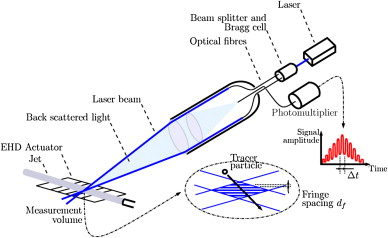 Laser
Beam splitter and
Bragg cell
Optical fibres
Laser beam
Back scattered light
Photomultiplier
EHD Actuator
Jet
Measurement
volume
Tracer
particle
Fringe
spacing df
Signal
amplitude
Time
Δt